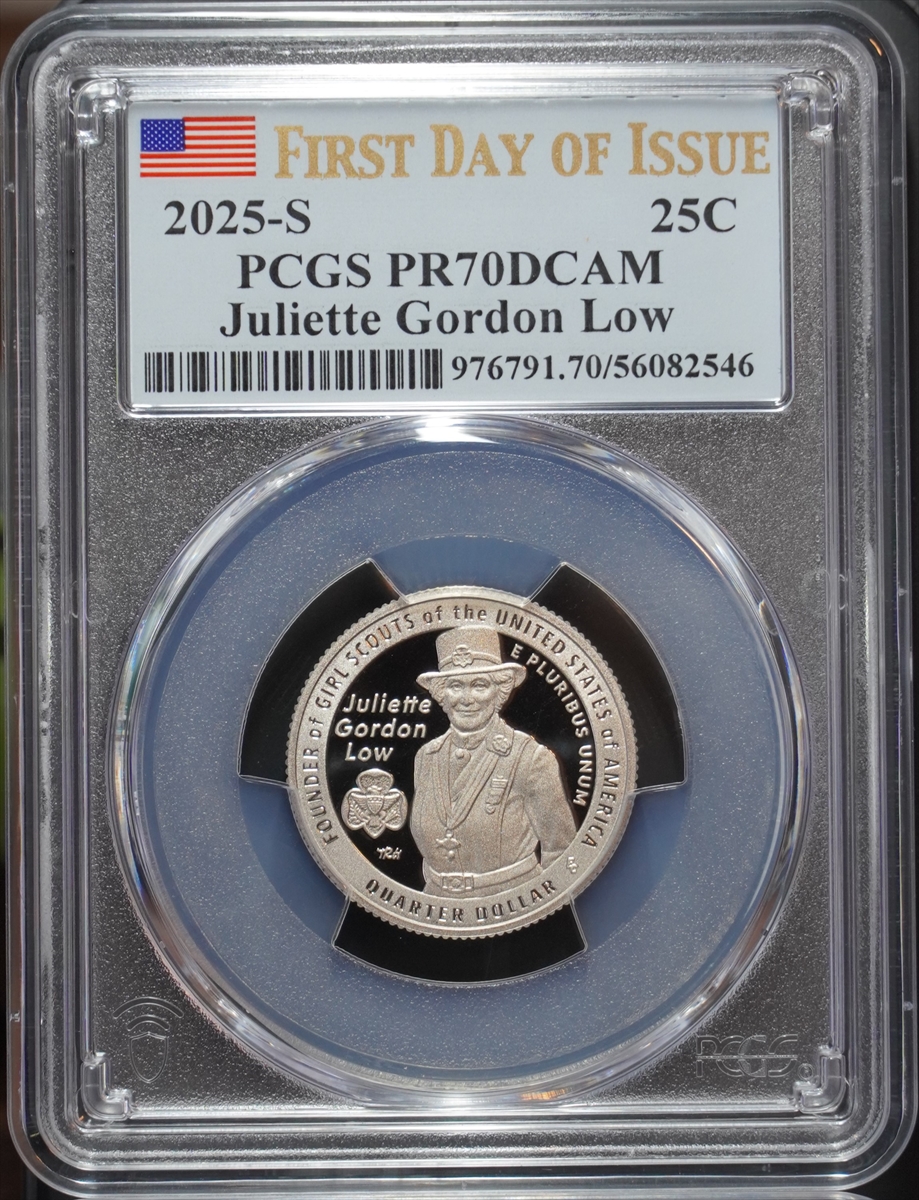 FIRST DAY OF ISSUE
2025-S 25C
PCGS PR70DCAM
Juliette Gordon Low
976791.70/56082546
FOUNDER of GIRL SCOUTS of the UNITED STATES of AMERICA
E PLURIBUS UNUM
Juliette
Gordon
Low
QUARTER DOLLAR
PCGS